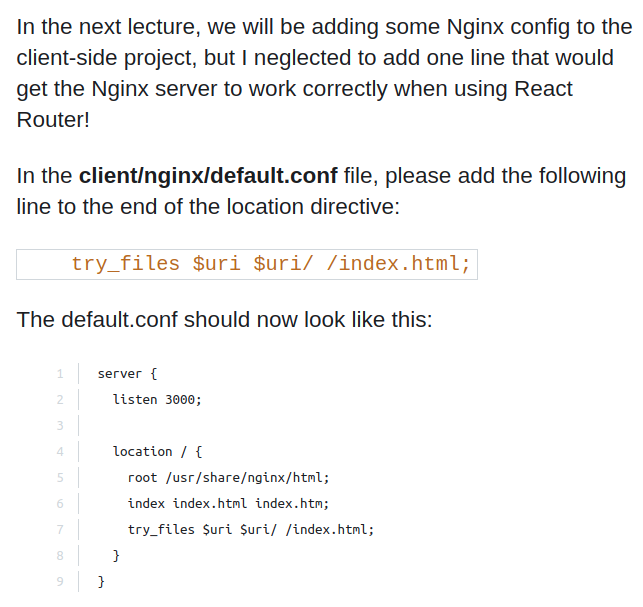 In the next lecture, we will be adding some Nginx config to the
client-side project, but I neglected to add one line that would
get the Nginx server to work correctly when using React
Router!
In the client/nginx/default.conf file, please add the following
line to the end of the location directive:
try_files $uri $uri/ /index.html;
The default.conf should now look like this:
1 server {
2 listen 3000;
3
4 location / {
5 root /usr/share/nginx/html;
6 index index.html index.htm;
7 try_files $uri $uri/ /index.html;
8 }
9 }